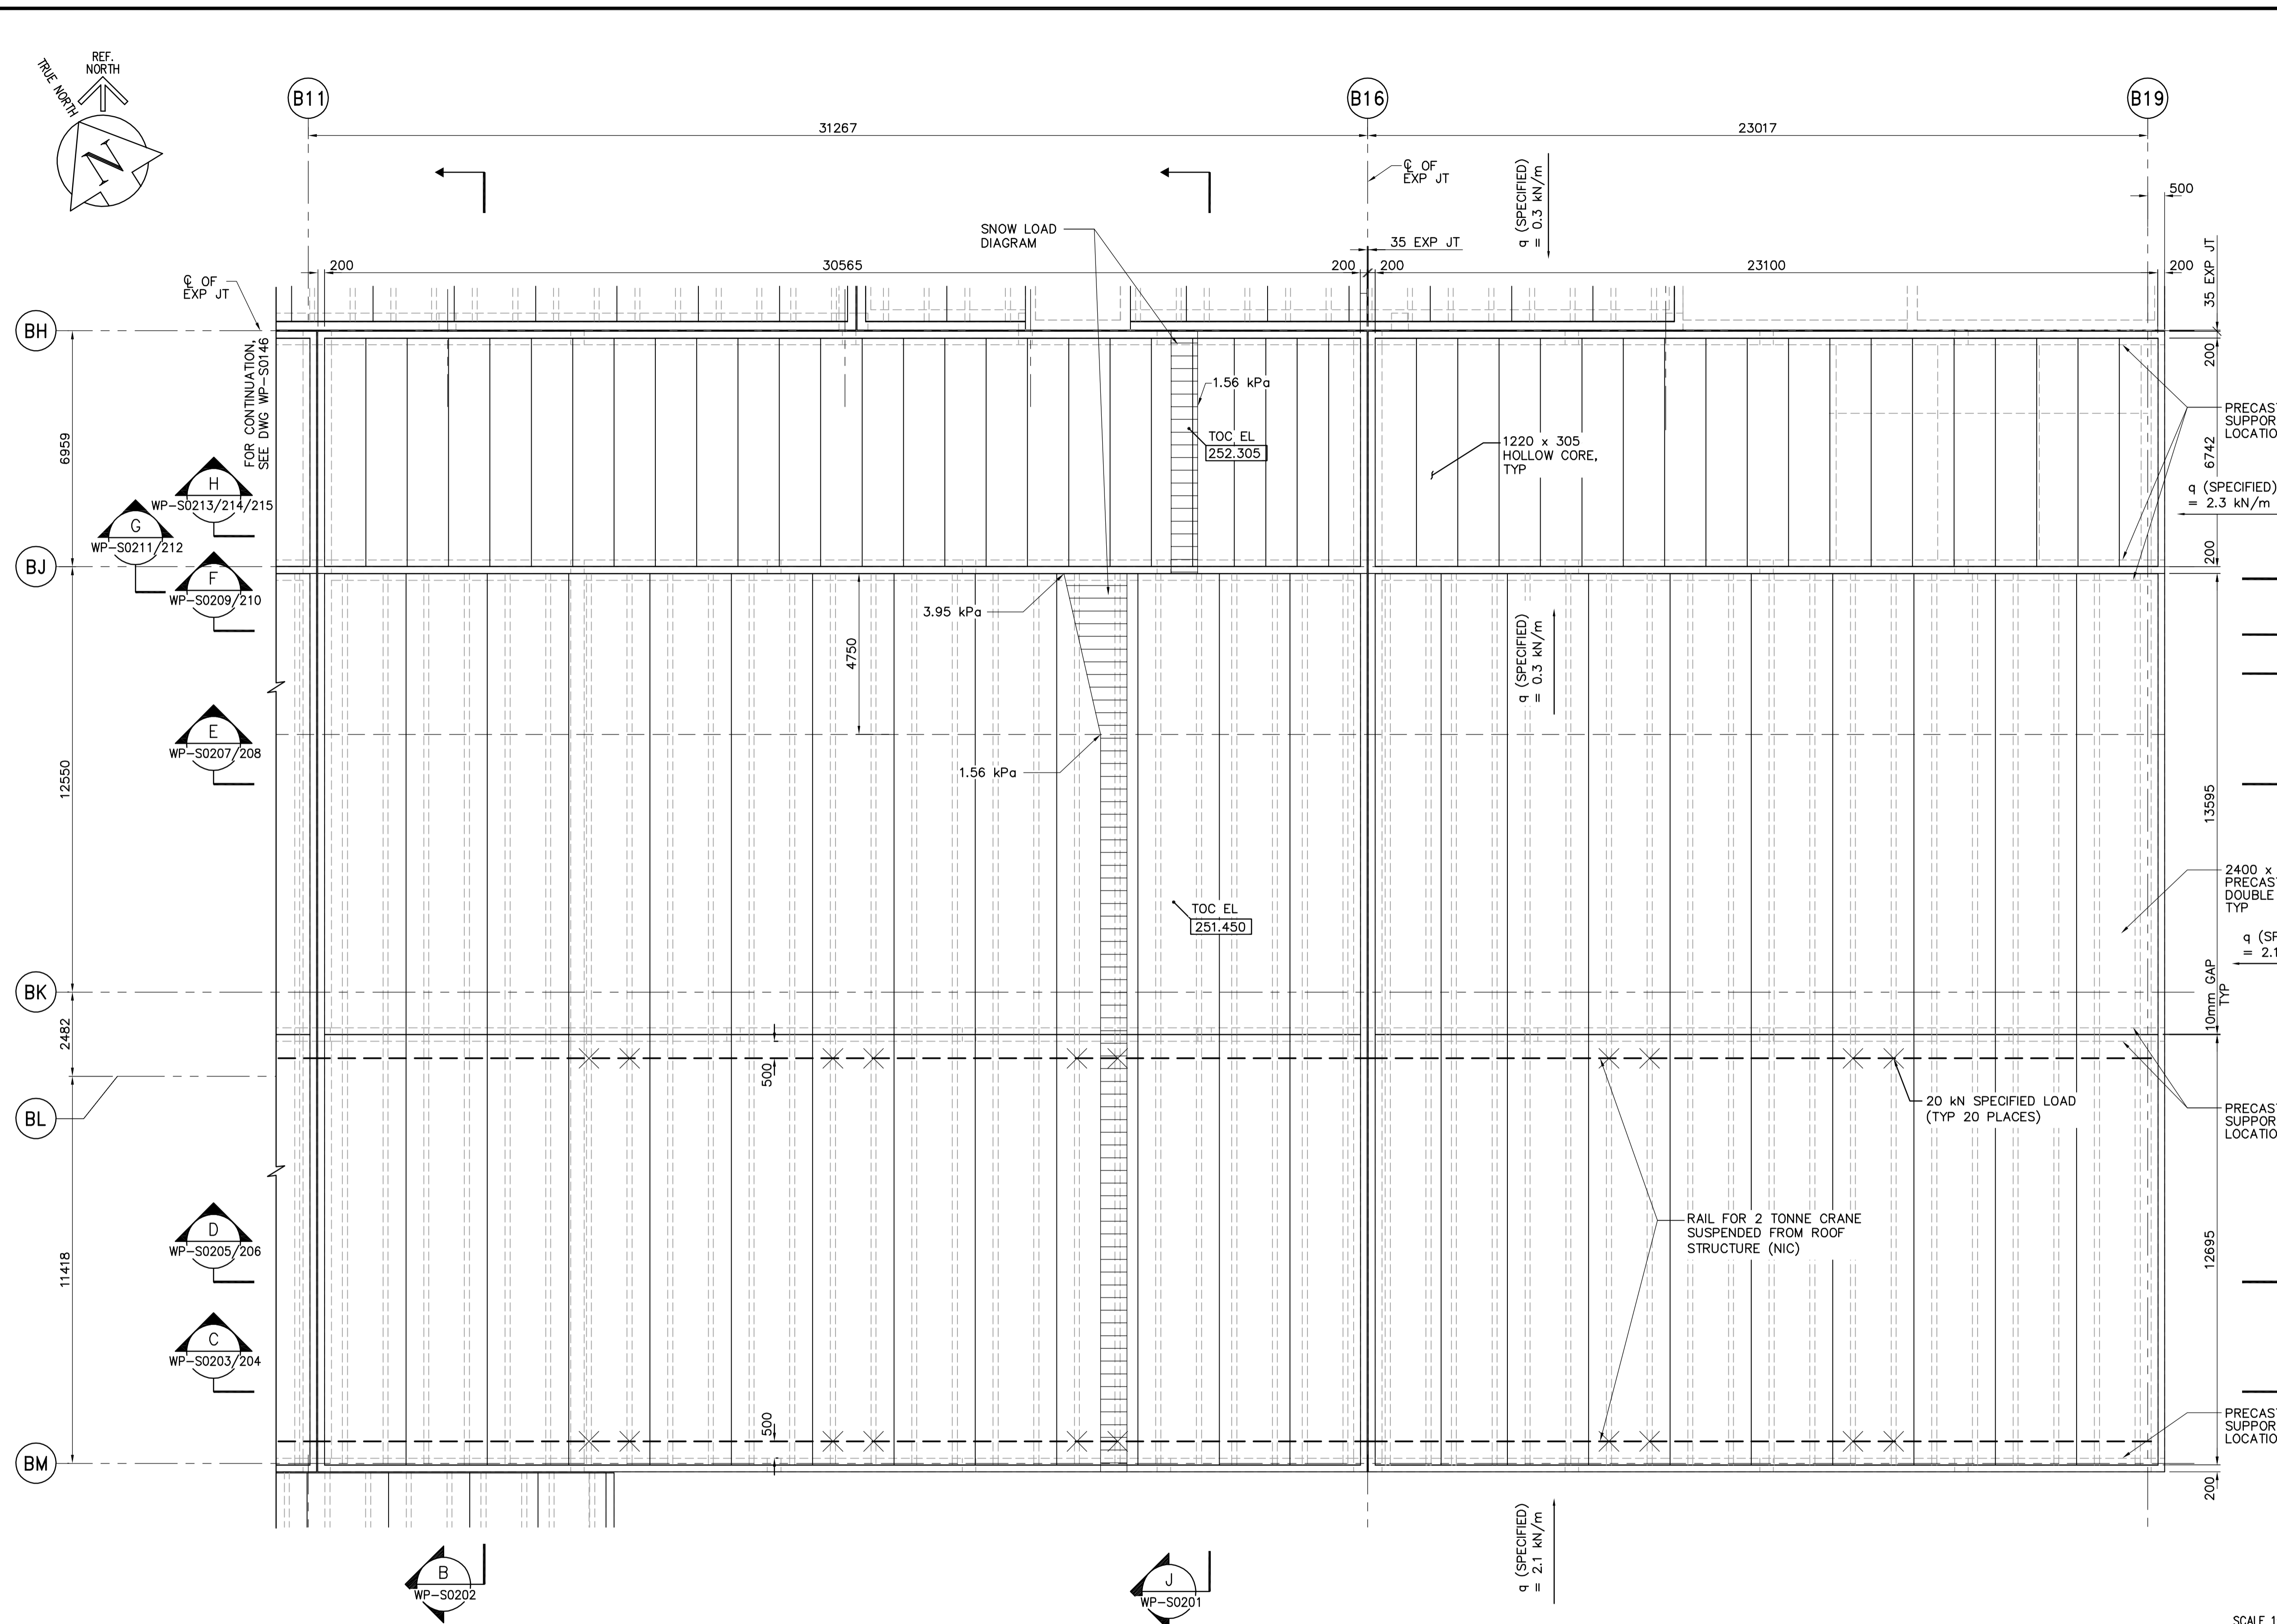 REF.
NORTH
TRUE NORTH
N
B11
B16
B19
31267
23017
℄ OF
EXP JT
q (SPECIFIED)
q = 0.3 kN/m
500
SNOW LOAD
DIAGRAM
35 EXP JT
35 EXP JT
℄ OF
EXP JT
200
30565
200
200
23100
200
BH
FOR CONTINUATION,
SEE DWG WP-S0146
6959
1.56 kPa
TOC EL
252.305
1220 x 305
HOLLOW CORE,
TYP
200
6742
200
q (SPECIFIED)
= 2.3 kN/m
H
WP-S0213/214/215
G
WP-S0211/212
BJ
F
WP-S0209/210
3.95 kPa
4750
q (SPECIFIED)
q = 0.3 kN/m
E
WP-S0207/208
1.56 kPa
12550
13595
2400 x
DOUBLE
TYP
TOC EL
251.450
= 2.1
10mm GAP
TYP
BK
2482
500
BL
20 kN SPECIFIED LOAD
(TYP 20 PLACES)
RAIL FOR 2 TONNE CRANE
SUSPENDED FROM ROOF
STRUCTURE (NIC)
D
WP-S0205/206
11418
12695
C
WP-S0203/204
500
BM
200
q (SPECIFIED)
q = 2.1 kN/m
B
WP-S0202
J
WP-S0201
SCALE 1